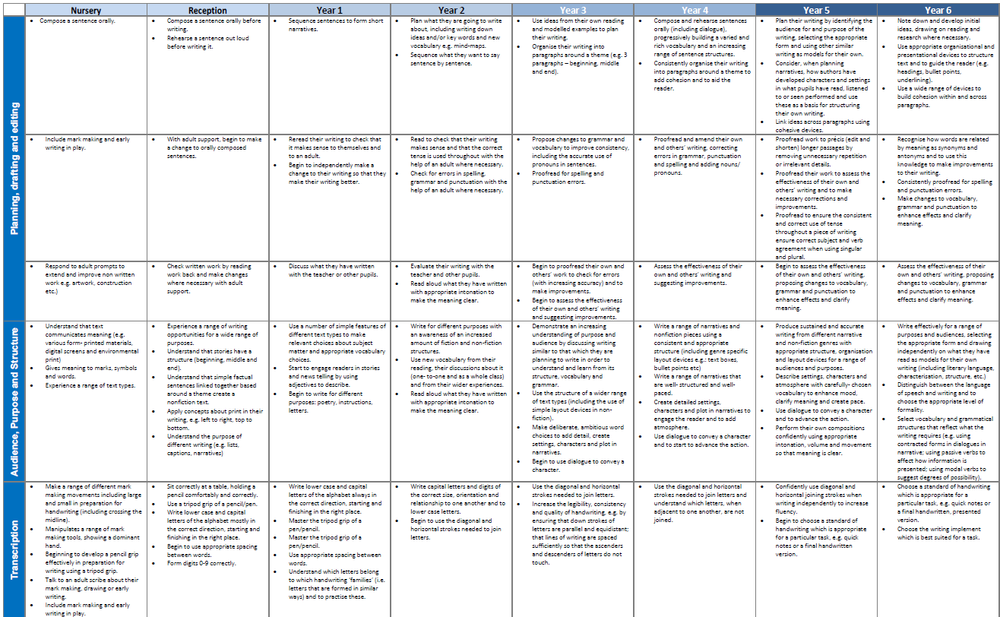 Nursery
Reception
Year 1
Year 2
Year 3
Year 4
Year 5
Year 6
Planning, drafting and editing
• Compose a sentence orally.
• Compose a sentence orally before
writing.
• Rehearse a sentence out loud
before writing it.
• Sequence sentences to form short
narratives.
• Plan what they are going to write
about, including writing down
ideas and/or key words and new
vocabulary e.g. mind-maps.
• Sequence what they want to say
sentence by sentence.
• Use ideas from their own reading
and modelled examples to plan
their writing.
• Organise their writing into
paragraphs around a theme (e.g. 3
paragraphs – beginning, middle
and end).
• Compose and rehearse sentences
orally (including dialogue),
progressively building a varied and
rich vocabulary and an increasing
range of sentence structures.
• Consistently organise their writing
into paragraphs around a theme to
add cohesion and to aid the
reader.
• Plan their writing by identifying the
audience for and purpose of the
writing, selecting the appropriate
form and using other similar
writing as models for their own.
• Consider, when planning
narratives, how authors have
developed characters and settings
in what pupils have read, listened
to or seen performed and use
these as a basis for structuring
their own writing.
• Link ideas across paragraphs using
cohesive devices.
• Note down and develop initial
ideas, drawing on reading and
research where necessary.
• Use appropriate organisational and
presentational devices to structure
text and to guide the reader (e.g.
headings, bullet points,
underlining).
• Use a wide range of devices to
build cohesion within and across
paragraphs.
• Include mark making and early
writing in play.
• With adult support, begin to make
a change to orally composed
sentences.
• Reread their writing to check that
it makes sense to themselves and
to an adult.
• Begin to independently make a
change to their writing so that they
make their writing better.
• Read to check that their writing
makes sense and that the correct
tense is used throughout with the
help of an adult where necessary.
• Check for errors in spelling,
grammar and punctuation with the
help of an adult where necessary.
• Propose changes to grammar and
vocabulary to improve consistency,
including the accurate use of
pronouns in sentences.
• Proofread for spelling and
punctuation errors.
• Proofread and amend their own
and others’ writing, correcting
errors in grammar, punctuation
and spelling and adding nouns/
pronouns.
• Proofread work to précis (edit and
shorten) longer passages by
removing unnecessary repetition
or irrelevant details.
• Proofread their work to assess the
effectiveness of their own and
others’ writing and to make
necessary corrections and
improvements.
• Proofread to ensure the consistent
and correct use of tense
throughout a piece of writing
ensure correct subject and verb
agreement when using singular
and plural.
• Recognise how words are related
by meaning as synonyms and
antonyms and to use this
knowledge to make improvements
to their writing.
• Consistently proofread for spelling
and punctuation errors.
• Make changes to vocabulary,
grammar and punctuation to
enhance effects and clarify
meaning.
• Respond to adult prompts to
extend and improve non written
work e.g. artwork, construction
etc.)
• Check written work by reading
work back and make changes
where necessary with adult
support.
• Discuss what they have written
with the teacher or other pupils.
• Evaluate their writing with the
teacher and other pupils.
• Read aloud what they have written
with appropriate intonation to
make the meaning clear.
• Begin to proofread their own and
others’ work to check for errors
(with increasing accuracy) and to
make improvements.
• Begin to assess the effectiveness
of their own and others’ writing
and suggesting improvements.
• Assess the effectiveness of their
own and others’ writing and
suggesting improvements.
• Begin to assess the effectiveness
of their own and others’ writing,
proposing changes to vocabulary,
grammar and punctuation to
enhance effects and clarify
meaning.
• Assess the effectiveness of their
own and others’ writing, proposing
changes to vocabulary, grammar
and punctuation to enhance
effects and clarify meaning.
Audience, Purpose and Structure
• Understand that text
communicates meaning (e.g.
various form- printed materials,
digital screens and environmental
print)
• Gives meaning to marks, symbols
and words.
• Experience a range of text types.
• Experience a range of writing
opportunities for a wide range of
purposes.
• Understand that stories have a
structure (beginning, middle and
end).
• Understand that simple factual
sentences linked together based
around a theme create a
nonfiction text.
• Apply concepts about print in their
writing, e.g. left to right, top to
bottom.
• Understand the purpose of
different writing (e.g. lists,
captions, narratives)
• Use a number of simple features of
different text types to make
relevant choices about subject
matter and appropriate vocabulary
choices.
• Start to engage readers in stories
and news telling by using
adjectives to describe.
• Begin to write for different
purposes: poetry, instructions,
letters.
• Write for different purposes with
an awareness of an increased
amount of fiction and non-fiction
structures.
• Use new vocabulary from their
reading, their discussions about it
(one- to-one and as a whole class)
and from their wider experiences.
• Read aloud what they have written
with appropriate intonation to
make the meaning clear.
• Demonstrate an increasing
understanding of purpose and
audience by discussing writing
similar to that which they are
planning to write in order to
understand and learn from its
structure, vocabulary and
grammar.
• Use the structure of a wider range
of text types (including the use of
simple layout devices in non-
fiction).
• Make deliberate, ambitious word
choices to add detail, create
settings, characters and plot in
narratives.
• Begin to use dialogue to convey a
character.
• Write a range of narratives and
nonfiction pieces using a
consistent and appropriate
structure (including genre specific
layout devices e.g.: text boxes,
bullet points etc)
• Write a range of narratives that
are well- structured and well-
paced.
• Create detailed settings,
characters and plot in narratives to
engage the reader and to add
atmosphere.
• Use dialogue to convey a character
and to start to advance the action.
• Produce sustained and accurate
writing from different narrative
and non-fiction genres with
appropriate structure, organisation
and layout devices for a range of
audiences and purposes.
• Describe settings, characters and
atmosphere with carefully- chosen
vocabulary to enhance mood,
clarify meaning and create pace.
• Use dialogue to convey a character
and to advance the action.
• Perform their own compositions
confidently using appropriate
intonation, volume and movement
so that meaning is clear.
• Write effectively for a range of
purposes and audiences, selecting
the appropriate form and drawing
independently on what they have
read as models for their own
writing (including literary language,
characterisation, structure, etc.)
• Distinguish between the language
of speech and writing and to
choose the appropriate level of
formality.
• Select vocabulary and grammatical
structures that reflect what the
writing requires (e.g. using
contracted forms in dialogues in
narrative; using passive verbs to
affect how information is
presented; using modal verbs to
suggest degrees of possibility).
Transcription
• Make a range of different mark
making movements including large
and small in preparation for
handwriting (including crossing the
midline).
• Manipulates a range of mark
making tools, showing a dominant
hand.
• Beginning to develop a pencil grip
effectively in preparation for
writing using a tripod grip.
• Talk to an adult scribe about their
mark making, drawing or early
writing.
• Include mark making and early
writing in play.
• Sit correctly at a table, holding a
pencil comfortably and correctly.
• Use a tripod grip of a pencil/pen.
• Write lower case and capital
letters of the alphabet mostly in
the correct direction, starting and
finishing in the right place.
• Begin to use appropriate spacing
between words.
• Form digits 0-9 correctly.
• Write lower case and capital
letters of the alphabet always in
the correct direction, starting and
finishing in the right place.
• Master the tripod grip of a
pen/pencil.
• Master the tripod grip of a
pen/pencil.
• Use appropriate spacing between
words.
• Understand which letters belong
to which handwriting ‘families’ (i.e.
letters that are formed in similar
ways) and to practise these.
• Write capital letters and digits of
the correct size, orientation and
relationship to one another and to
lower case letters.
• Begin to use the diagonal and
horizontal strokes needed to join
letters.
• Use the diagonal and horizontal
strokes needed to join letters.
• Increase the legibility, consistency
and quality of handwriting, e.g. by
ensuring that down strokes of
letters are parallel and equidistant;
that lines of writing are spaced
sufficiently so that the ascenders
and descenders of letters do not
touch.
• Use the diagonal and horizontal
strokes needed to join letters and
understand which letters, when
adjacent to one another, are
not joined.
• Confidently use diagonal and
horizontal joining strokes when
writing independently to increase
fluency.
• Begin to choose a standard of
handwriting which is appropriate
for a particular task, e.g. quick
notes or a final handwritten
version.
• Choose a standard of handwriting
which is appropriate for a
particular task, e.g. quick notes or
a final handwritten, presented
version.
• Choose the writing implement
which is best suited for a task.